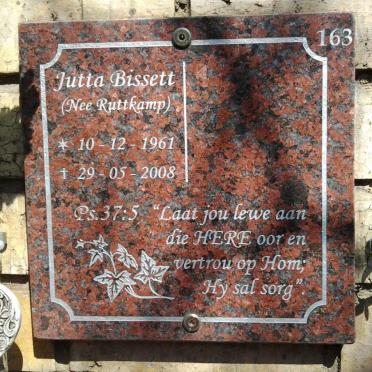 163
Jutta Bissett
(Nee Ruttkamp)
* 10 - 12 - 1961
† 29 - 05 - 2008
Ps.37:5 "Laat jou lewe aan
die HERE oor en
vertrou op Hom;
Hy sal sorg".